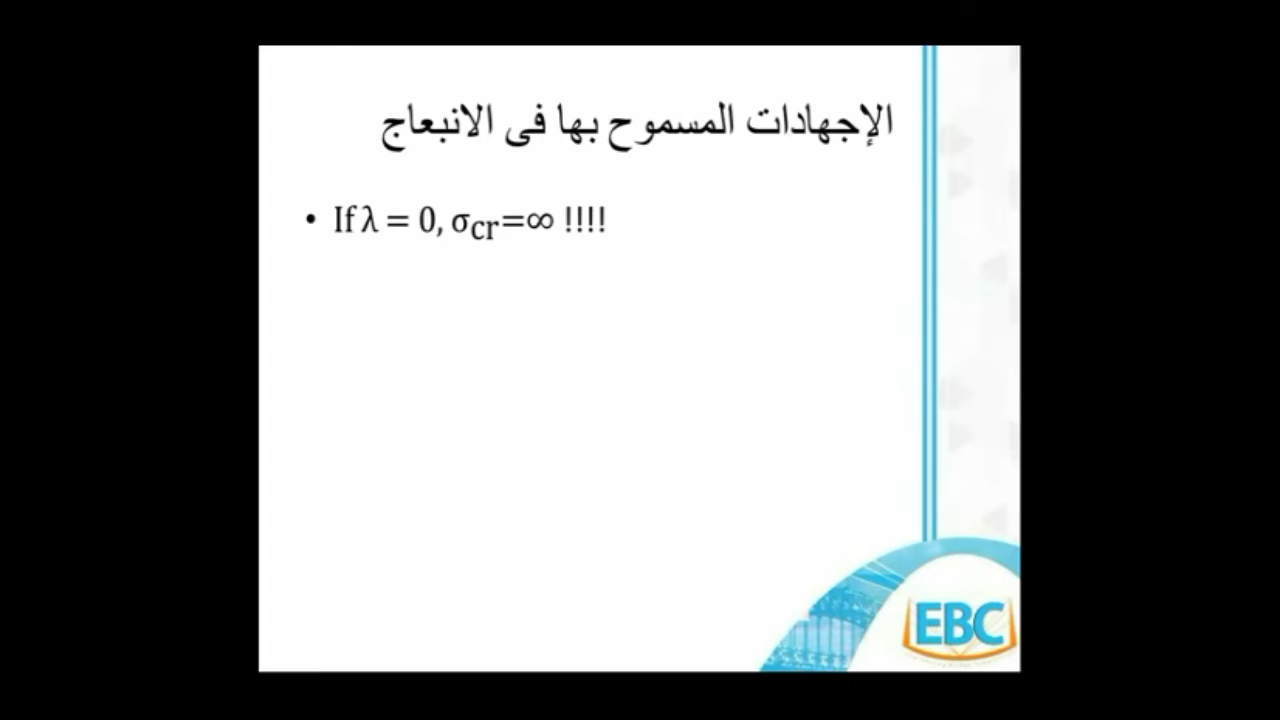 الإجهادات المسموح بها فى الانبعاج
• If λ = 0, σcr=∞ !!!!
EBC